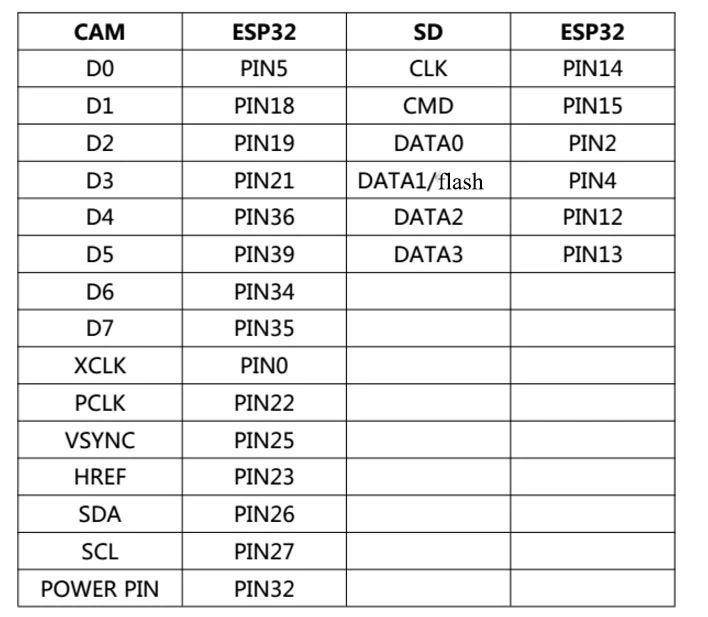 CAM ESP32 SD ESP32
D0 PIN5 CLK PIN14
D1 PIN18 CMD PIN15
D2 PIN19 DATA0 PIN2
D3 PIN21 DATA1/flash PIN4
D4 PIN36 DATA2 PIN12
D5 PIN39 DATA3 PIN13
D6 PIN34
D7 PIN35
XCLK PIN0
PCLK PIN22
VSYNC PIN25
HREF PIN23
SDA PIN26
SCL PIN27
POWER PIN PIN32